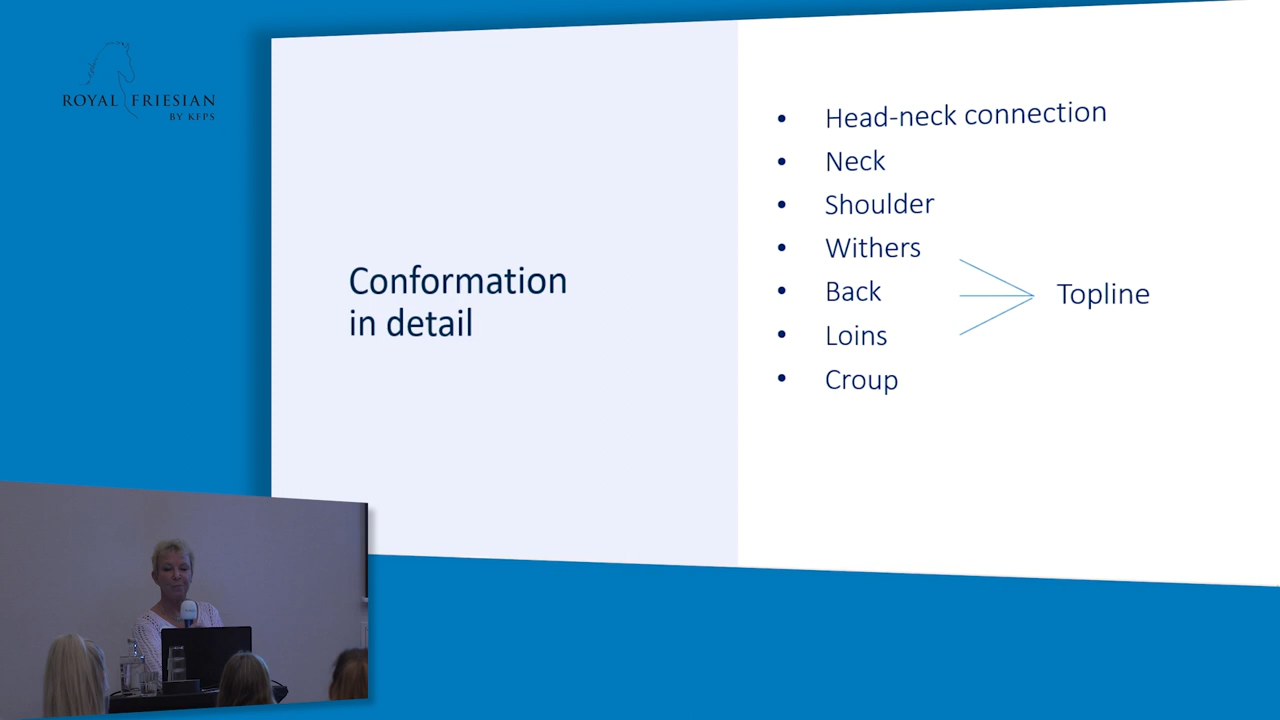 ROYAL FRIESIAN
BY KFPS
Conformation
in detail
• Head-neck connection
• Neck
• Shoulder
• Withers
• Back
• Loins
• Croup
Topline